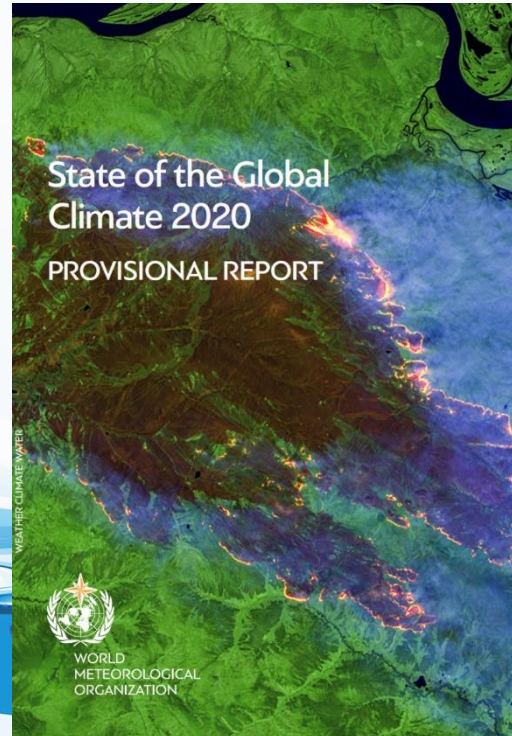 State of the Global
Climate 2020
PROVISIONAL REPORT
WEATHER CLIMATE WATER
WORLD
METEOROLOGICAL
ORGANIZATION